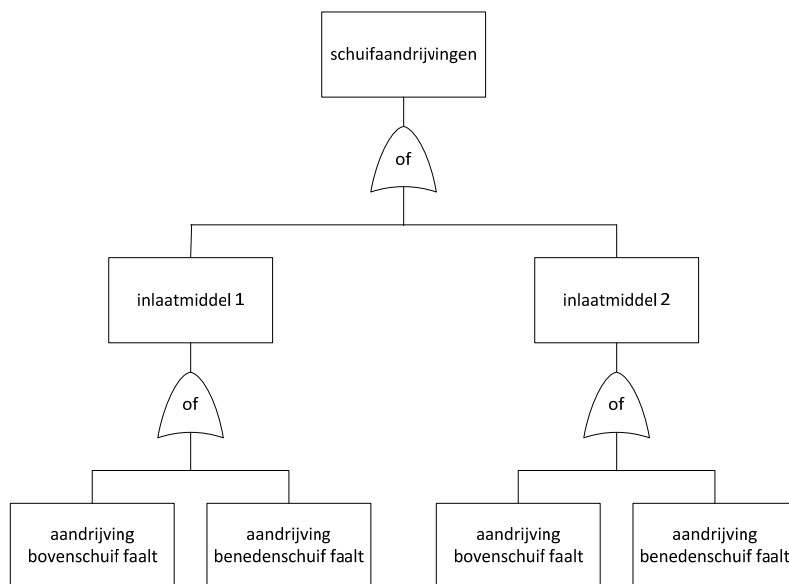 schuifaandrijvingen
of
inlaatmiddel 1
inlaatmiddel 2
of
of
aandrijving
bovenschuif faalt
aandrijving
benedenschuif faalt
aandrijving
bovenschuif faalt
aandrijving
benedenschuif faalt